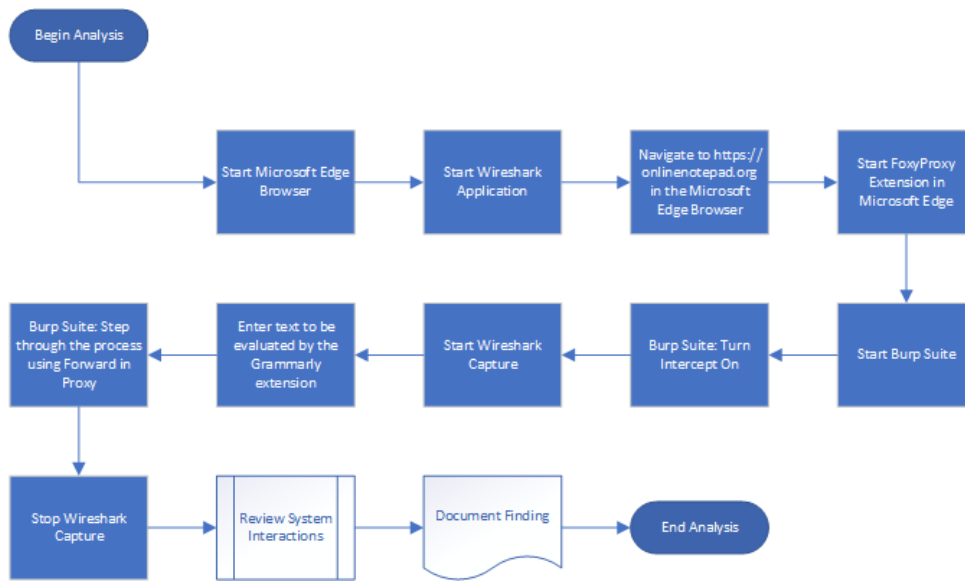 Begin Analysis
Start Microsoft Edge
Browser
Start Wireshark
Application
Navigate to https://
onlinenotepad.org
in the Microsoft
Edge Browser
Start FoxyProxy
Extension in
Microsoft Edge
Burp Suite: Step
through the process
using Forward in
Proxy
Enter text to be
evaluated by the
Grammarly
extension
Start Wireshark
Capture
Burp Suite: Turn
Intercept On
Start Burp Suite
Stop Wireshark
Capture
Review System
Interactions
Document Finding
End Analysis